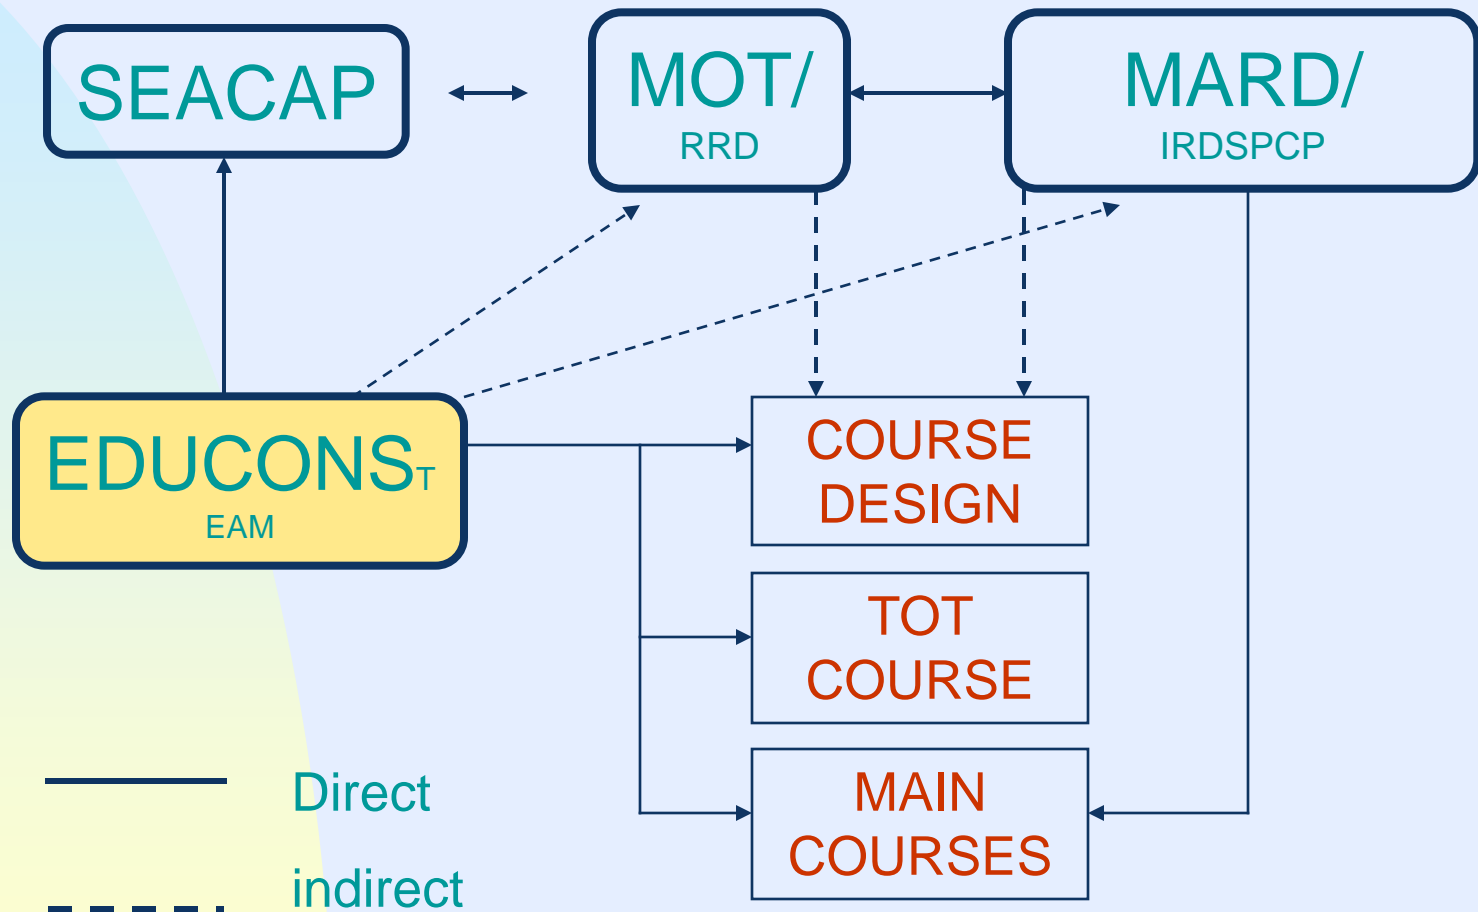 SEACAP
MOT/
RRD
MARD/
IRDSPCP
EDUCONST
EAM
COURSE
DESIGN
TOT
COURSE
MAIN
COURSES
Direct
indirect